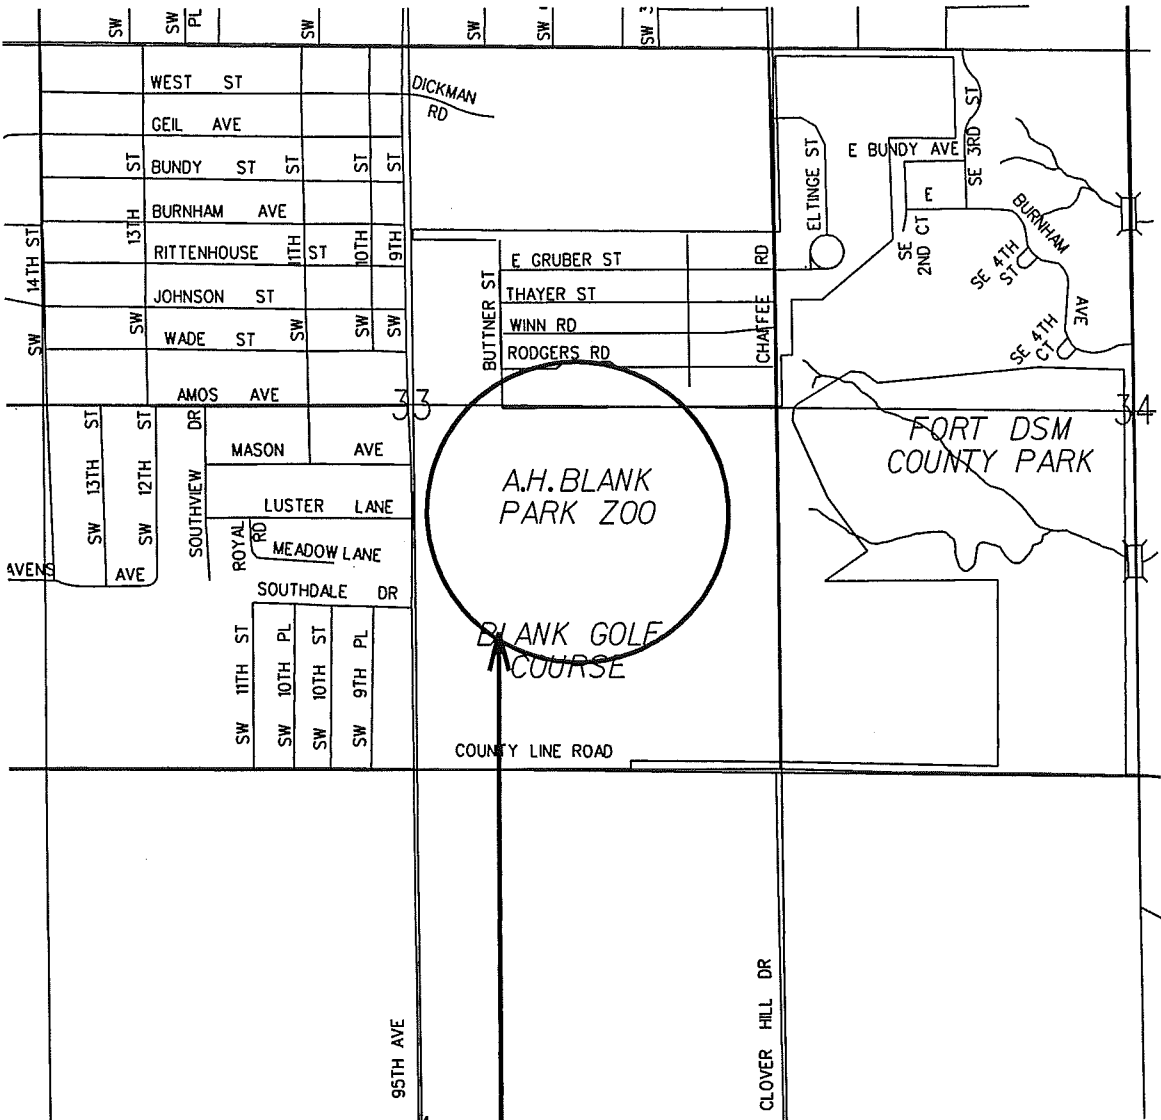 SW
SW
PL
SW
SW
SW
SW
WEST ST
DICKMAN
RD
GEIL AVE
BUNDY ST
BURNHAM AVE
RITTENHOUSE ST
JOHNSON ST
WADE ST
AMOS AVE
SW 14TH ST
SW 13TH ST
SW 11TH ST
SW 10TH ST
SW 9TH ST
33
34
BUTTNER ST
E GRUBER ST
THAYER ST
WINN RD
RODGERS RD
CHAFFEE RD
ELTINGE ST
E BUNDY AVE
SE 3RD ST
E BURNHAM AVE
SE 2ND CT
SE 4TH ST
SE 4TH CT
SW 13TH ST
SW 12TH ST
SOUTHVIEW DR
MASON AVE
LUSTER LANE
ROYAL RD
MEADOW LANE
AVENS AVE
SOUTHDALE DR
SW 11TH ST
SW 10TH PL
SW 10TH ST
SW 9TH PL
A.H. BLANK
PARK ZOO
BLANK GOLF
COURSE
FORT DSM
COUNTY PARK
COUNTY LINE ROAD
95TH AVE
CLOVER HILL DR